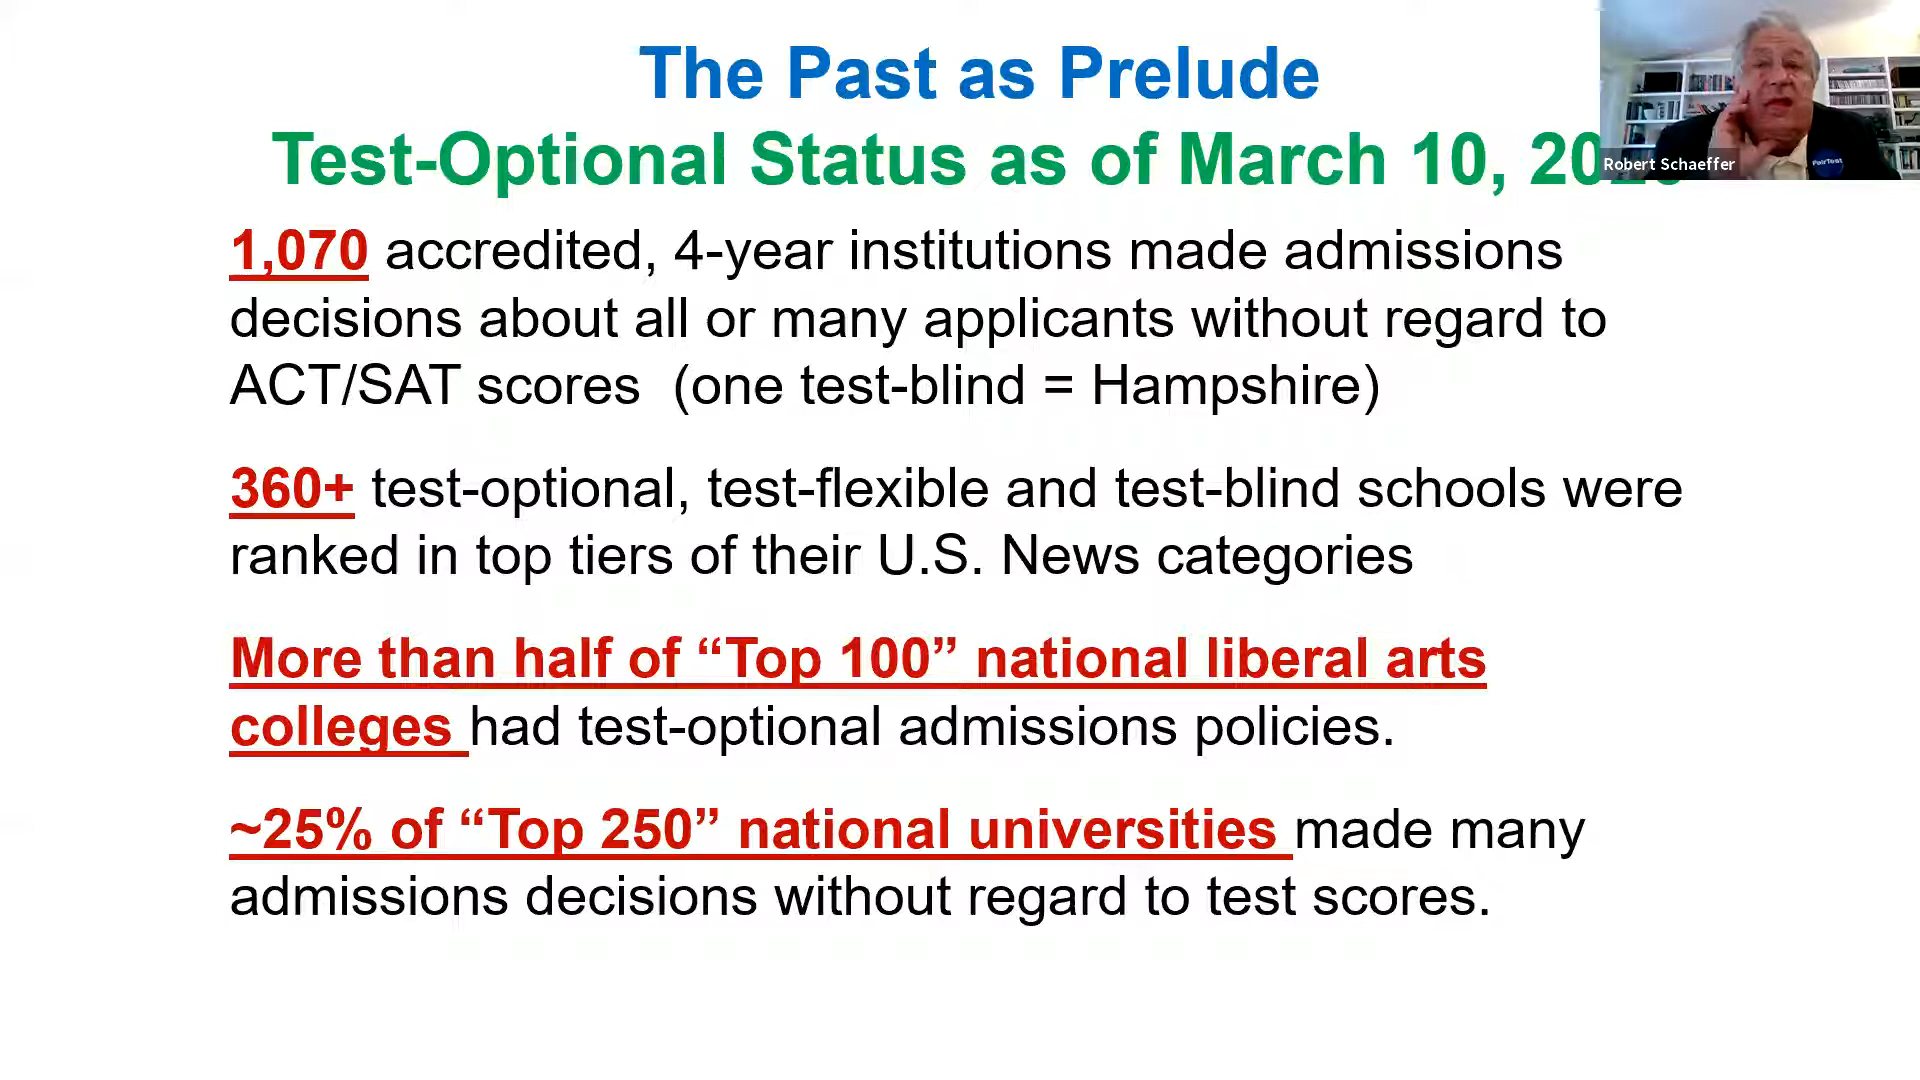 The Past as Prelude
Test-Optional Status as of March 10, 20
Robert Schaeffer
FairTest
1,070 accredited, 4-year institutions made admissions
decisions about all or many applicants without regard to
ACT/SAT scores  (one test-blind = Hampshire)
360+ test-optional, test-flexible and test-blind schools were
ranked in top tiers of their U.S. News categories
More than half of “Top 100” national liberal arts
colleges had test-optional admissions policies.
~25% of “Top 250” national universities made many
admissions decisions without regard to test scores.